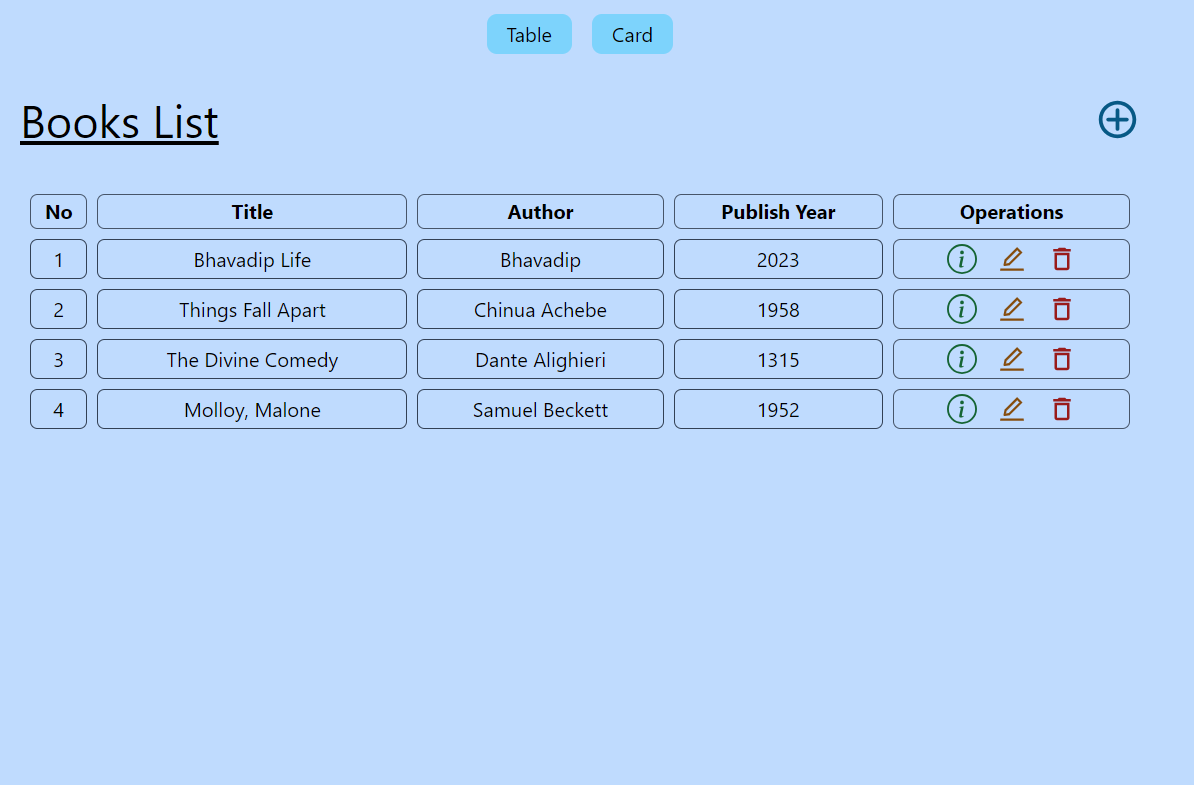 Table Card
Books List
No Title Author Publish Year Operations
1 Bhavadip Life Bhavadip 2023
2 Things Fall Apart Chinua Achebe 1958
3 The Divine Comedy Dante Alighieri 1315
4 Molloy, Malone Samuel Beckett 1952